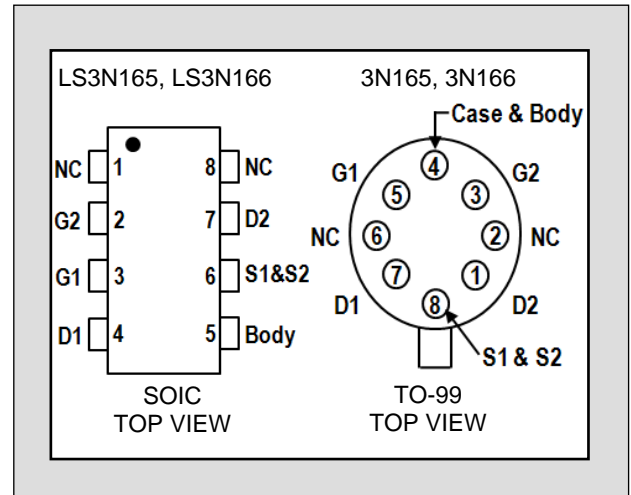 LS3N165, LS3N166
NC 1 8 NC
G2 2 7 D2
G1 3 6 S1&S2
D1 4 5 Body
SOIC
TOP VIEW
3N165, 3N166
Case & Body
G1 4 G2
5 3
NC 6 2 NC
7 1
D1 8 D2
S1 & S2
TO-99
TOP VIEW